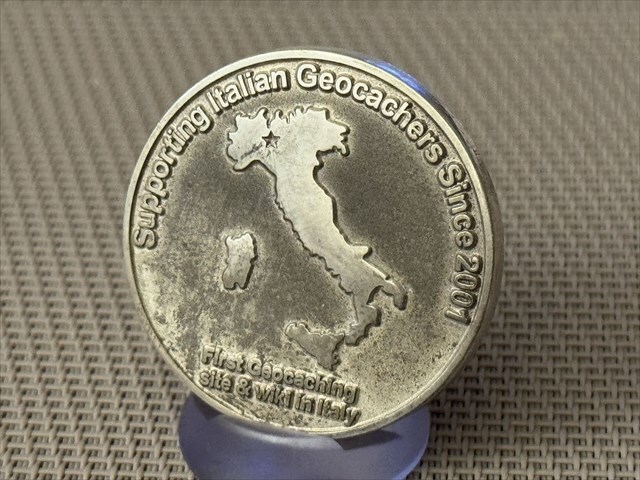 Supporting Italian Geocachers Since 2001
First Geocaching
site & wiki in Italy